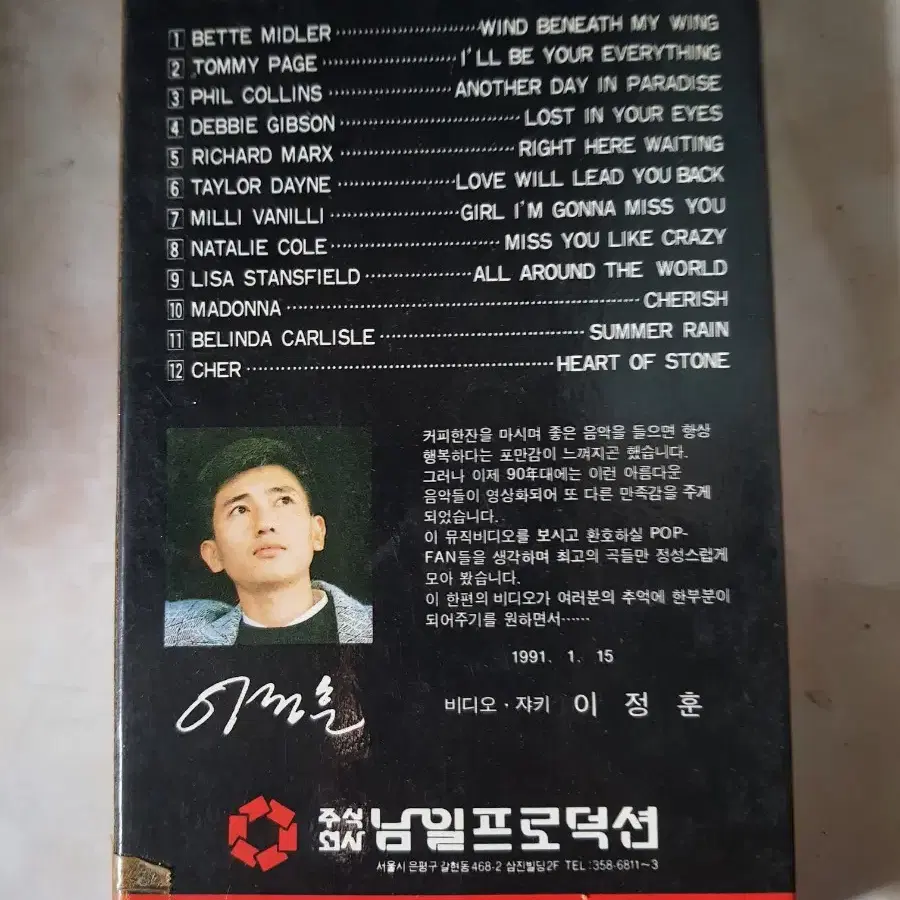 1 BETTE MIDLER WIND BENEATH MY WING
2 TOMMY PAGE I'LL BE YOUR EVERYTHING
3 PHIL COLLINS ANOTHER DAY IN PARADISE
4 DEBBIE GIBSON LOST IN YOUR EYES
5 RICHARD MARX RIGHT HERE WAITING
6 TAYLOR DAYNE LOVE WILL LEAD YOU BACK
7 MILLI VANILLI GIRL I'M GONNA MISS YOU
8 NATALIE COLE MISS YOU LIKE CRAZY
9 LISA STANSFIELD ALL AROUND THE WORLD
10 MADONNA CHERISH
11 BELINDA CARLISLE SUMMER RAIN
12 CHER HEART OF STONE
커피한잔을 마시며 좋은 음악을 들으면 항상
행복하다는 포만감이 느껴지곤 했습니다.
그러나 이제 90年대에는 이런 아름다운
음악들이 영상화되어 또 다른 만족감을 주게
되었습니다.
이 뮤직비디오를 보시고 환호하실 POP-
FAN들을 생각하며 최고의 곡들만 정성스럽게
모아 봤습니다.
이 한편의 비디오가 여러분의 추억에 한부분이
되어주기를 원하면서……
1991. 1. 15
비디오·쟈키 이 정 훈
이정훈
주식회사 남일프로덕션
서울시 은평구 갈현동 468-2 삼진빌딩2F TEL:358-6811~3